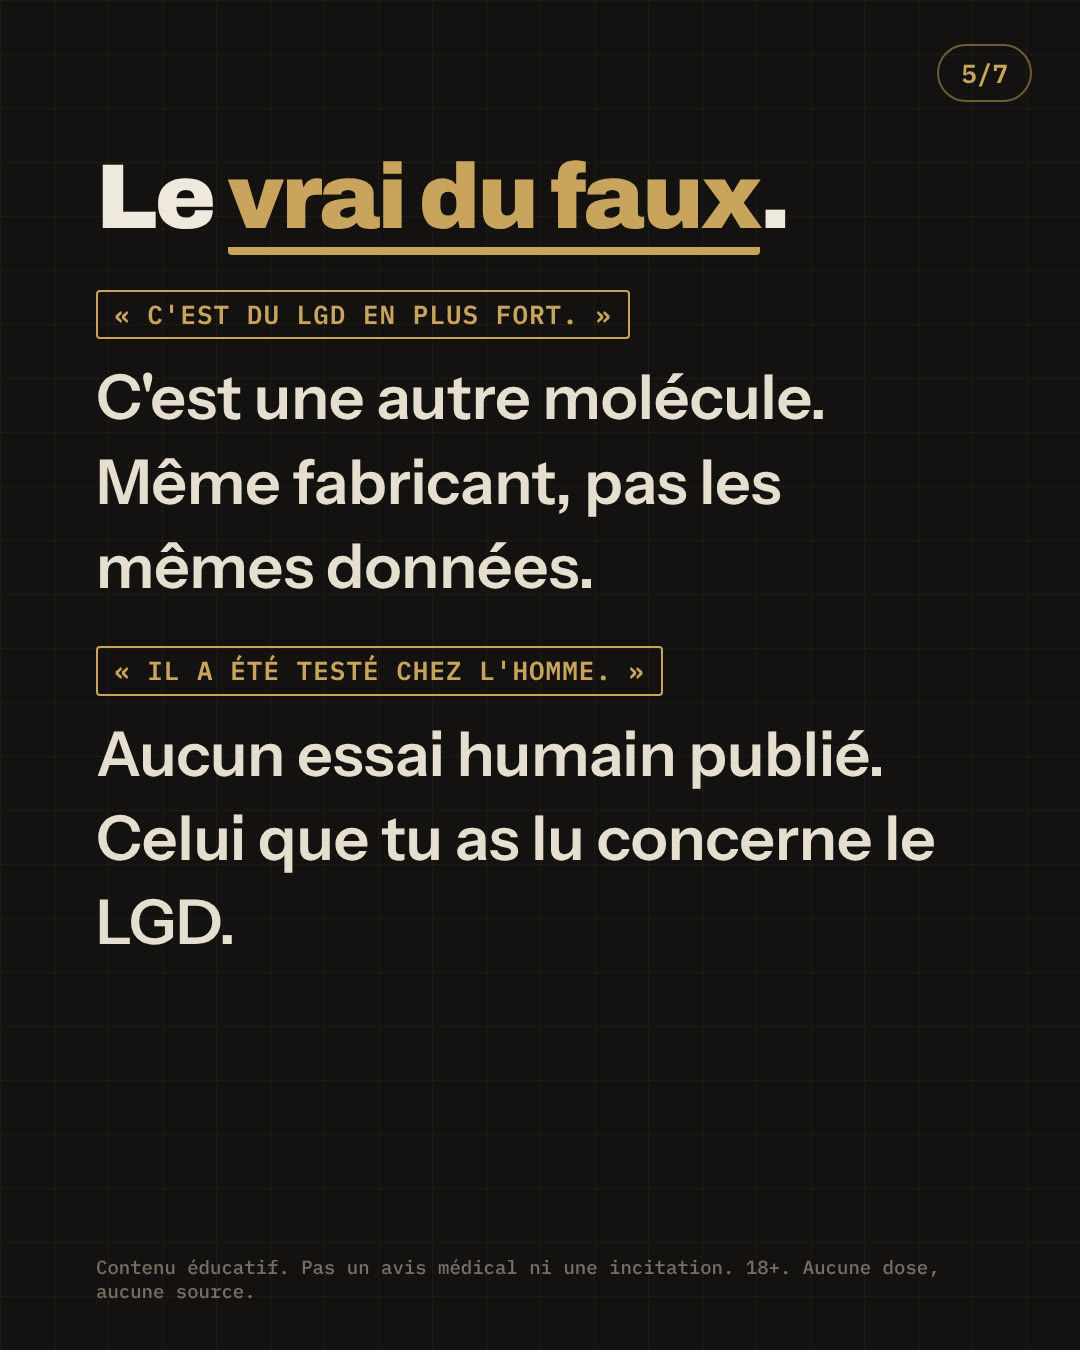 5/7
Le vrai du faux.
« C'EST DU LGD EN PLUS FORT. »
C'est une autre molécule.
Même fabricant, pas les
mêmes données.
« IL A ÉTÉ TESTÉ CHEZ L'HOMME. »
Aucun essai humain publié.
Celui que tu as lu concerne le
LGD.
Contenu éducatif. Pas un avis médical ni une incitation. 18+. Aucune dose,
aucune source.